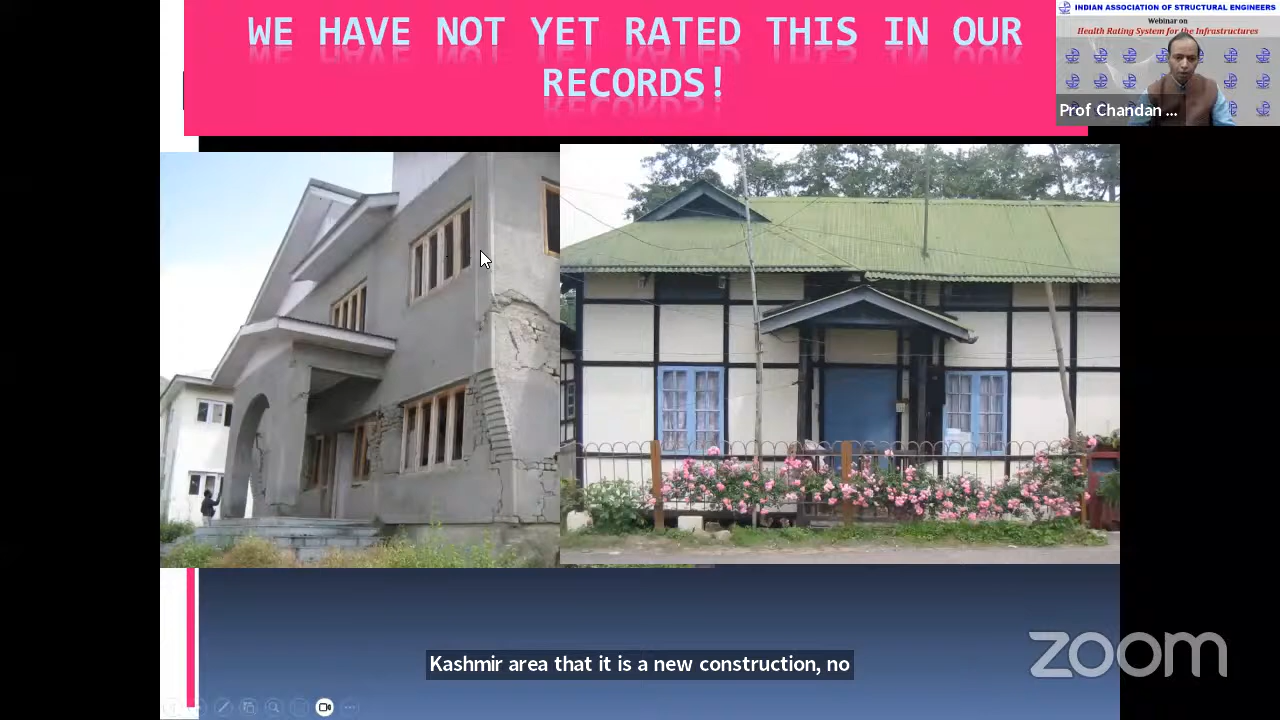 WE HAVE NOT YET RATED THIS IN OUR
RECORDS!
INDIAN ASSOCIATION OF STRUCTURAL ENGINEERS
Webinar on
Health Rating System for the Infrastructures
Prof Chandan ...
Kashmir area that it is a new construction, no
zoom